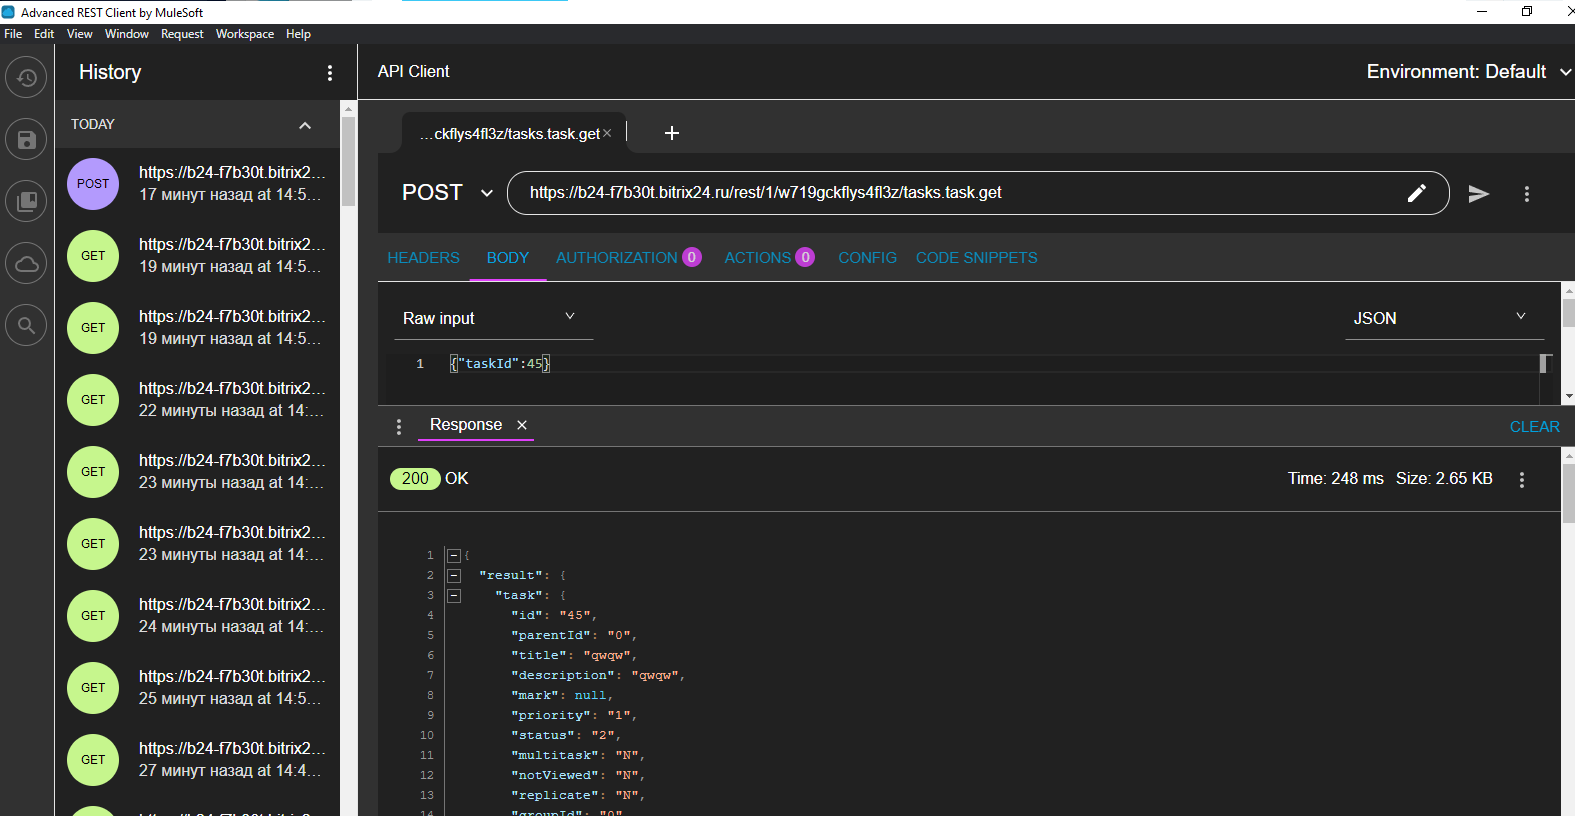 Advanced REST Client by MuleSoft
File Edit View Window Request Workspace Help
History
API Client
Environment: Default
TODAY
...ckflys4fl3z/tasks.task.get
POST https://b24-f7b30t.bitrix2...
17 минут назад at 14:5...
GET https://b24-f7b30t.bitrix2...
19 минут назад at 14:5...
GET https://b24-f7b30t.bitrix2...
19 минут назад at 14:5...
GET https://b24-f7b30t.bitrix2...
22 минуты назад at 14:...
GET https://b24-f7b30t.bitrix2...
23 минуты назад at 14:...
GET https://b24-f7b30t.bitrix2...
23 минуты назад at 14:...
GET https://b24-f7b30t.bitrix2...
24 минуты назад at 14:...
GET https://b24-f7b30t.bitrix2...
25 минут назад at 14:5...
GET https://b24-f7b30t.bitrix2...
27 минут назад at 14:4...
POST https://b24-f7b30t.bitrix24.ru/rest/1/w719gckflys4fl3z/tasks.task.get
HEADERS BODY AUTHORIZATION 0 ACTIONS 0 CONFIG CODE SNIPPETS
Raw input JSON
1 {"taskId":45}
Response CLEAR
200 OK Time: 248 ms Size: 2.65 KB
1 {
2 "result": {
3 "task": {
4 "id": "45",
5 "parentId": "0",
6 "title": "qwqw",
7 "description": "qwqw",
8 "mark": null,
9 "priority": "1",
10 "status": "2",
11 "multitask": "N",
12 "notViewed": "N",
13 "replicate": "N",
14 "groupId": "0"